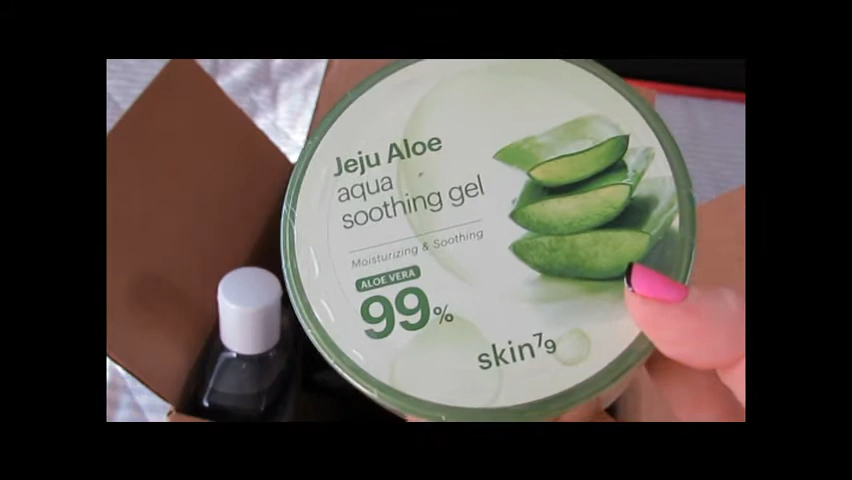 Jeju Aloe
aqua
soothing gel
Moisturizing & Soothing
ALOE VERA
99%
skin79